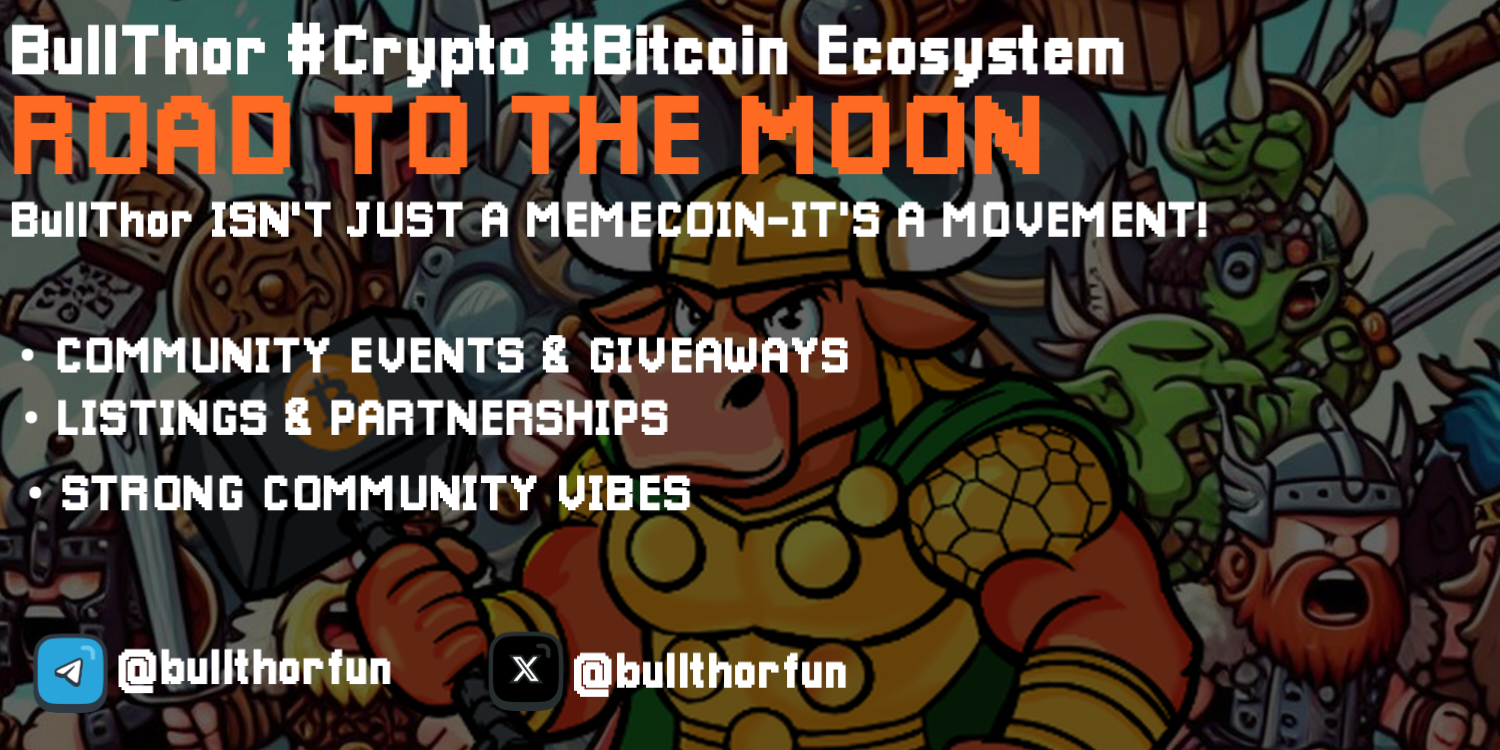 BullThor #Crypto #Bitcoin Ecosystem
ROAD TO THE MOON
BullThor ISN'T JUST A MEMECOIN-IT'S A MOVEMENT!
• COMMUNITY EVENTS & GIVEAWAYS
• LISTINGS & PARTNERSHIPS
• STRONG COMMUNITY VIBES
@bullthorfun @bullthorfun